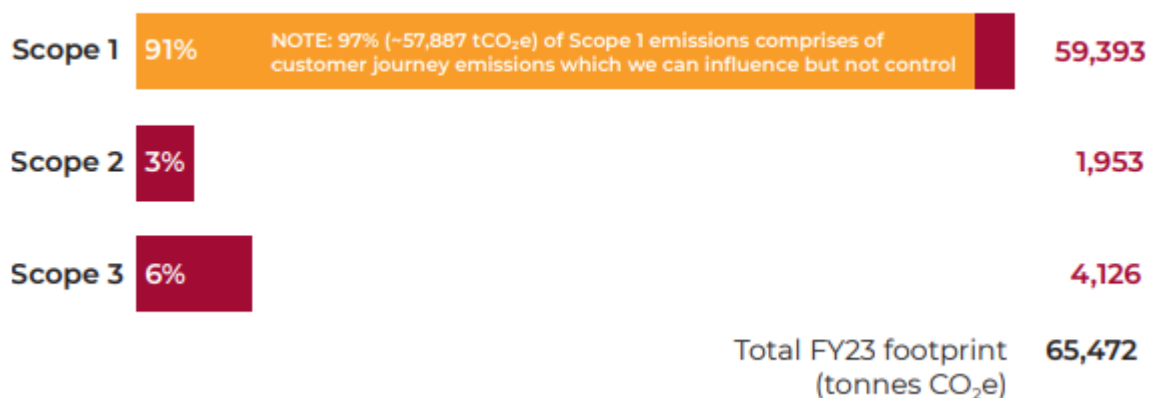 Scope 1 91% NOTE: 97% (~57,887 tCO₂e) of Scope 1 emissions comprises of
customer journey emissions which we can influence but not control 59,393
Scope 2 3% 1,953
Scope 3 6% 4,126
Total FY23 footprint 65,472
(tonnes CO₂e)